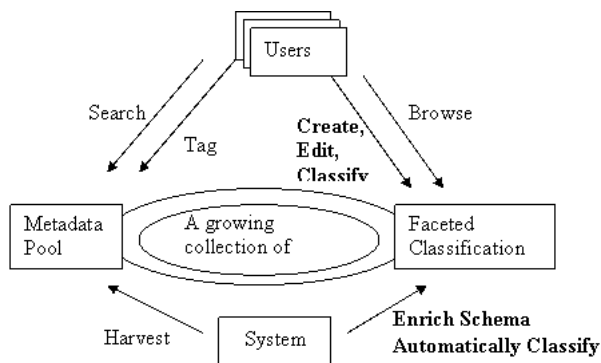 Users
Search
Tag
Create,
Edit,
Classify
Browse
Metadata
Pool
A growing
collection of
Faceted
Classification
Harvest
System
Enrich Schema
Automatically Classify